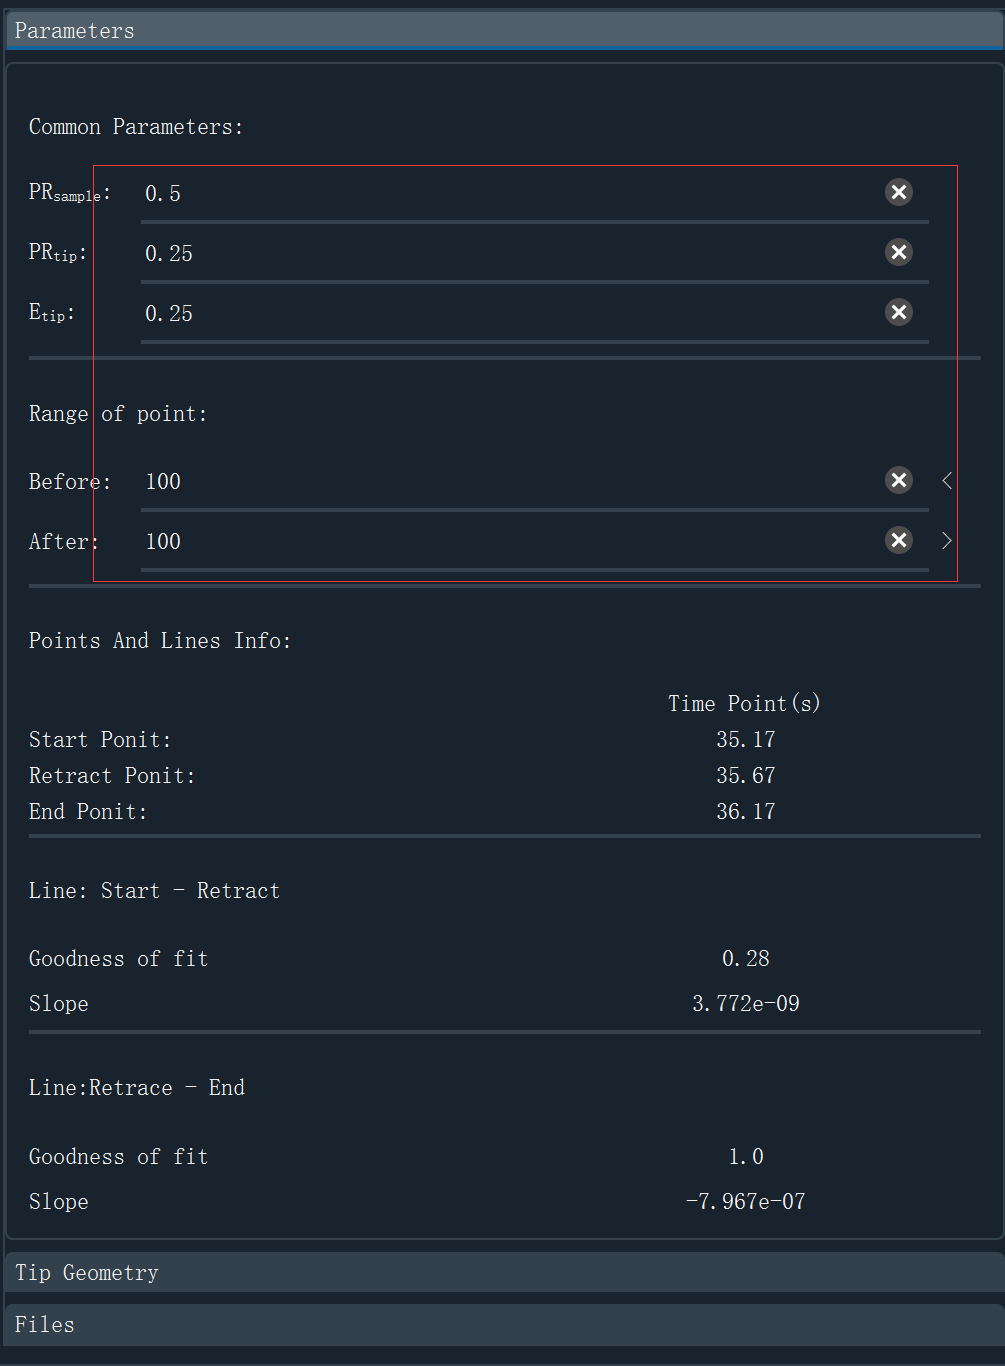 Parameters
Common Parameters:
PRsample: 0.5
PRtip: 0.25
Etip: 0.25
Range of point:
Before: 100
After: 100
Points And Lines Info:
Time Point(s)
Start Ponit: 35.17
Retract Ponit: 35.67
End Ponit: 36.17
Line: Start - Retract
Goodness of fit 0.28
Slope 3.772e-09
Line:Retrace - End
Goodness of fit 1.0
Slope -7.967e-07
Tip Geometry
Files